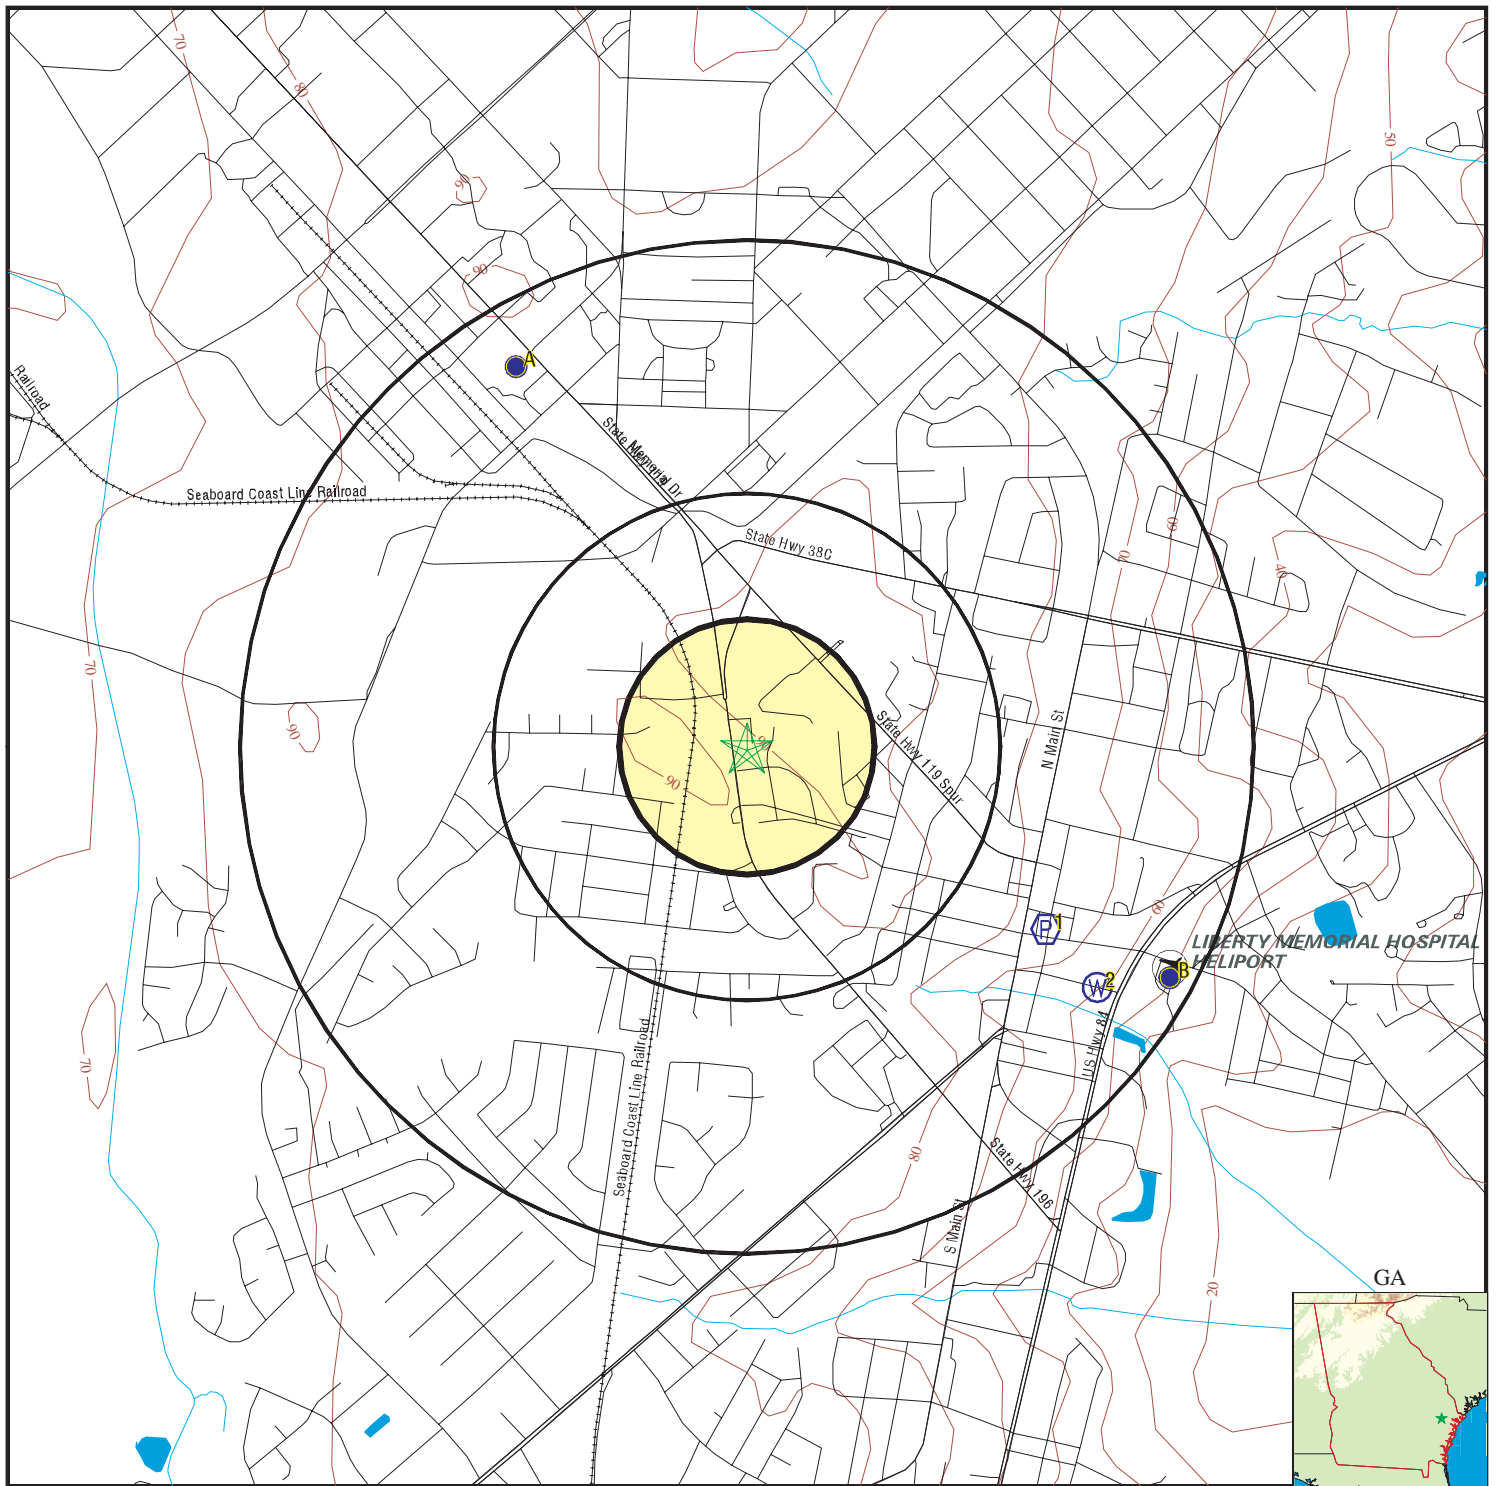 70
80
50
90
90
A
Railroad
State Memorial Dr
Seaboard Coast Line Railroad
State Hwy 38C
60
70
40
70
90
90
90
N Main St
State Hwy 119 Spur
60
P 1
LIBERTY MEMORIAL HOSPITAL
HELIPORT
B
W 2
US Hwy 84
70
Seaboard Coast Line Railroad
80
State Hwy 196
S Main St
20
GA